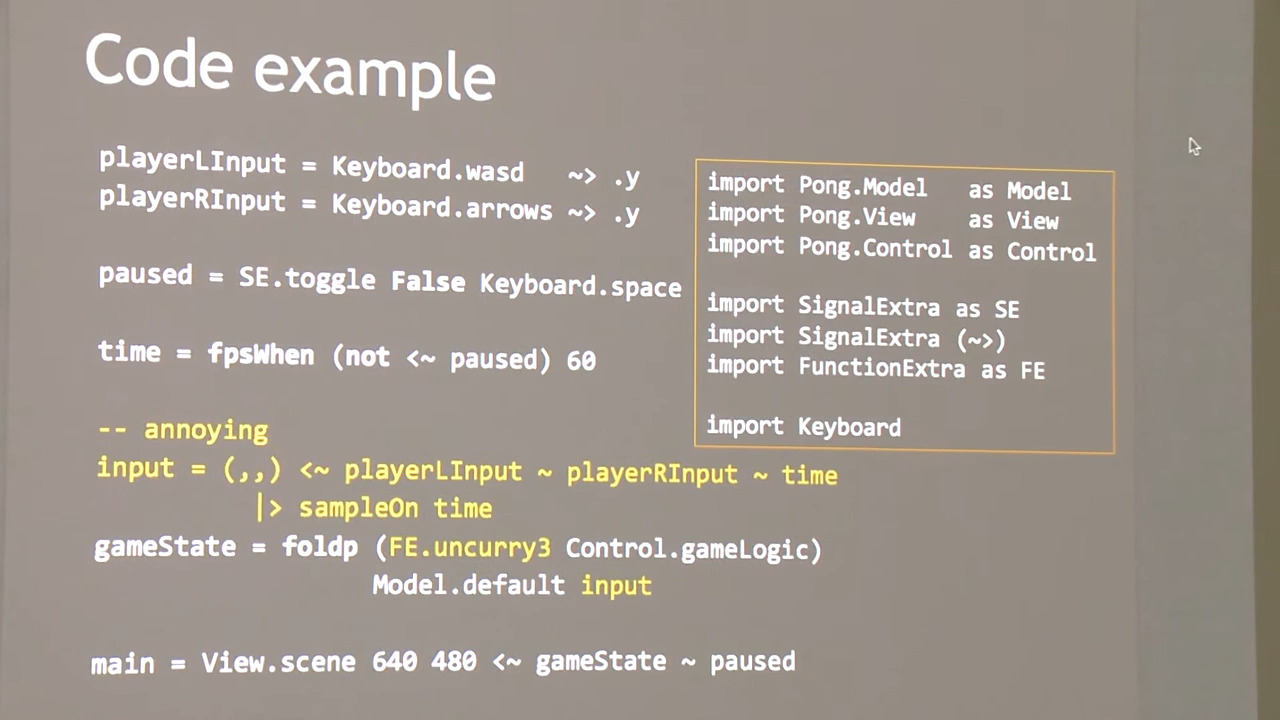 Code example
playerLInput = Keyboard.wasd   ~> .y
playerRInput = Keyboard.arrows ~> .y
paused = SE.toggle False Keyboard.space
time = fpsWhen (not <~ paused) 60
-- annoying
input = (,,) <~ playerLInput ~ playerRInput ~ time
|> sampleOn time
gameState = foldp (FE.uncurry3 Control.gameLogic)
Model.default input
main = View.scene 640 480 <~ gameState ~ paused
import Pong.Model   as Model
import Pong.View    as View
import Pong.Control as Control
import SignalExtra as SE
import SignalExtra (~>)
import FunctionExtra as FE
import Keyboard